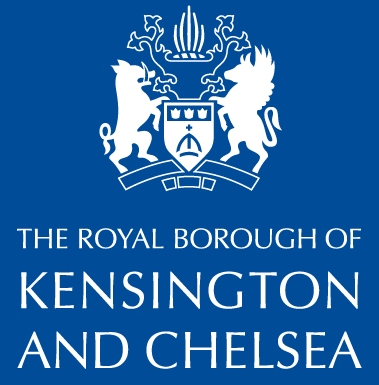 THE ROYAL BOROUGH OF
KENSINGTON
AND CHELSEA